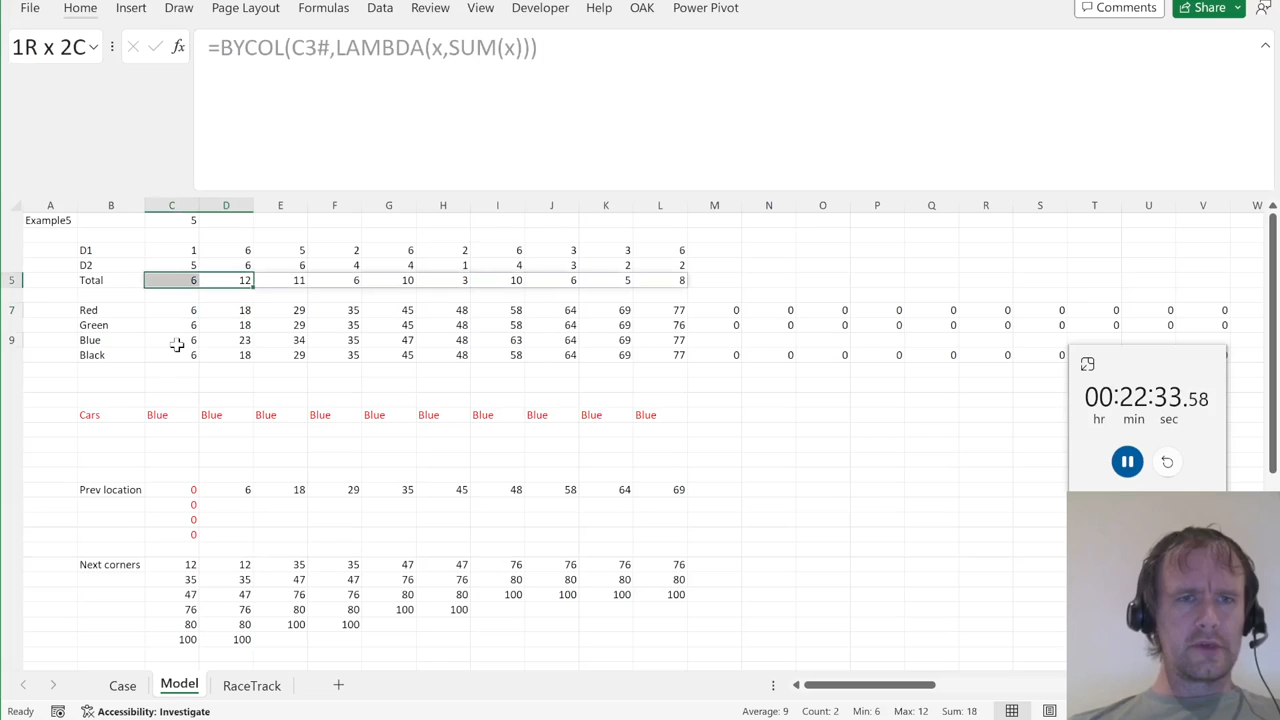 File Home Insert Draw Page Layout Formulas Data Review View Developer Help OAK Power Pivot Comments Share
1R x 2C fx =BYCOL(C3#,LAMBDA(x,SUM(x)))
A B C D E F G H I J K L M N O P Q R S T U V W
Example5 5
D1 1 6 5 2 6 2 6 3 3 6
D2 5 6 6 4 4 1 4 3 2 2
5 Total 6 12 11 6 10 3 10 6 5 8
7 Red 6 18 29 35 45 48 58 64 69 77 0 0 0 0 0 0 0 0 0 0
Green 6 18 29 35 45 48 58 64 69 76 0 0 0 0 0 0 0 0 0 0
9 Blue 6 23 34 35 47 48 63 64 69 77
Black 6 18 29 35 45 48 58 64 69 77 0 0 0 0 0 0 0
00:22:33.58
hr min sec
Cars Blue Blue Blue Blue Blue Blue Blue Blue Blue Blue
Prev location 0 6 18 29 35 45 48 58 64 69
0
0
0
Next corners 12 12 35 35 47 47 76 76 76 76
35 35 47 47 76 76 80 80 80 80
47 47 76 76 80 80 100 100 100 100
76 76 80 80 100 100
80 80 100 100
100 100
Case Model RaceTrack
Ready Accessibility: Investigate Average: 9 Count: 2 Min: 6 Max: 12 Sum: 18